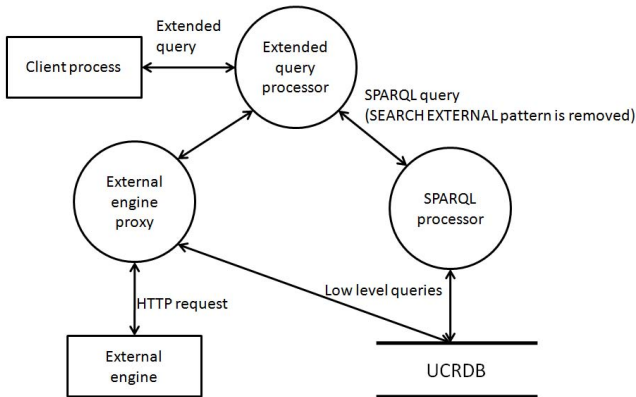 Extended
query
Client process
Extended
query
processor
SPARQL query
(SEARCH EXTERNAL pattern is removed)
External
engine
proxy
SPARQL
processor
HTTP request
Low level queries
External
engine
UCRDB